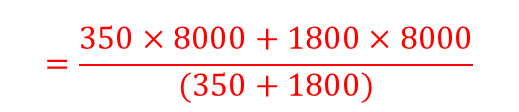 = (350 × 8000 + 1800 × 8000) / (350 + 1800)